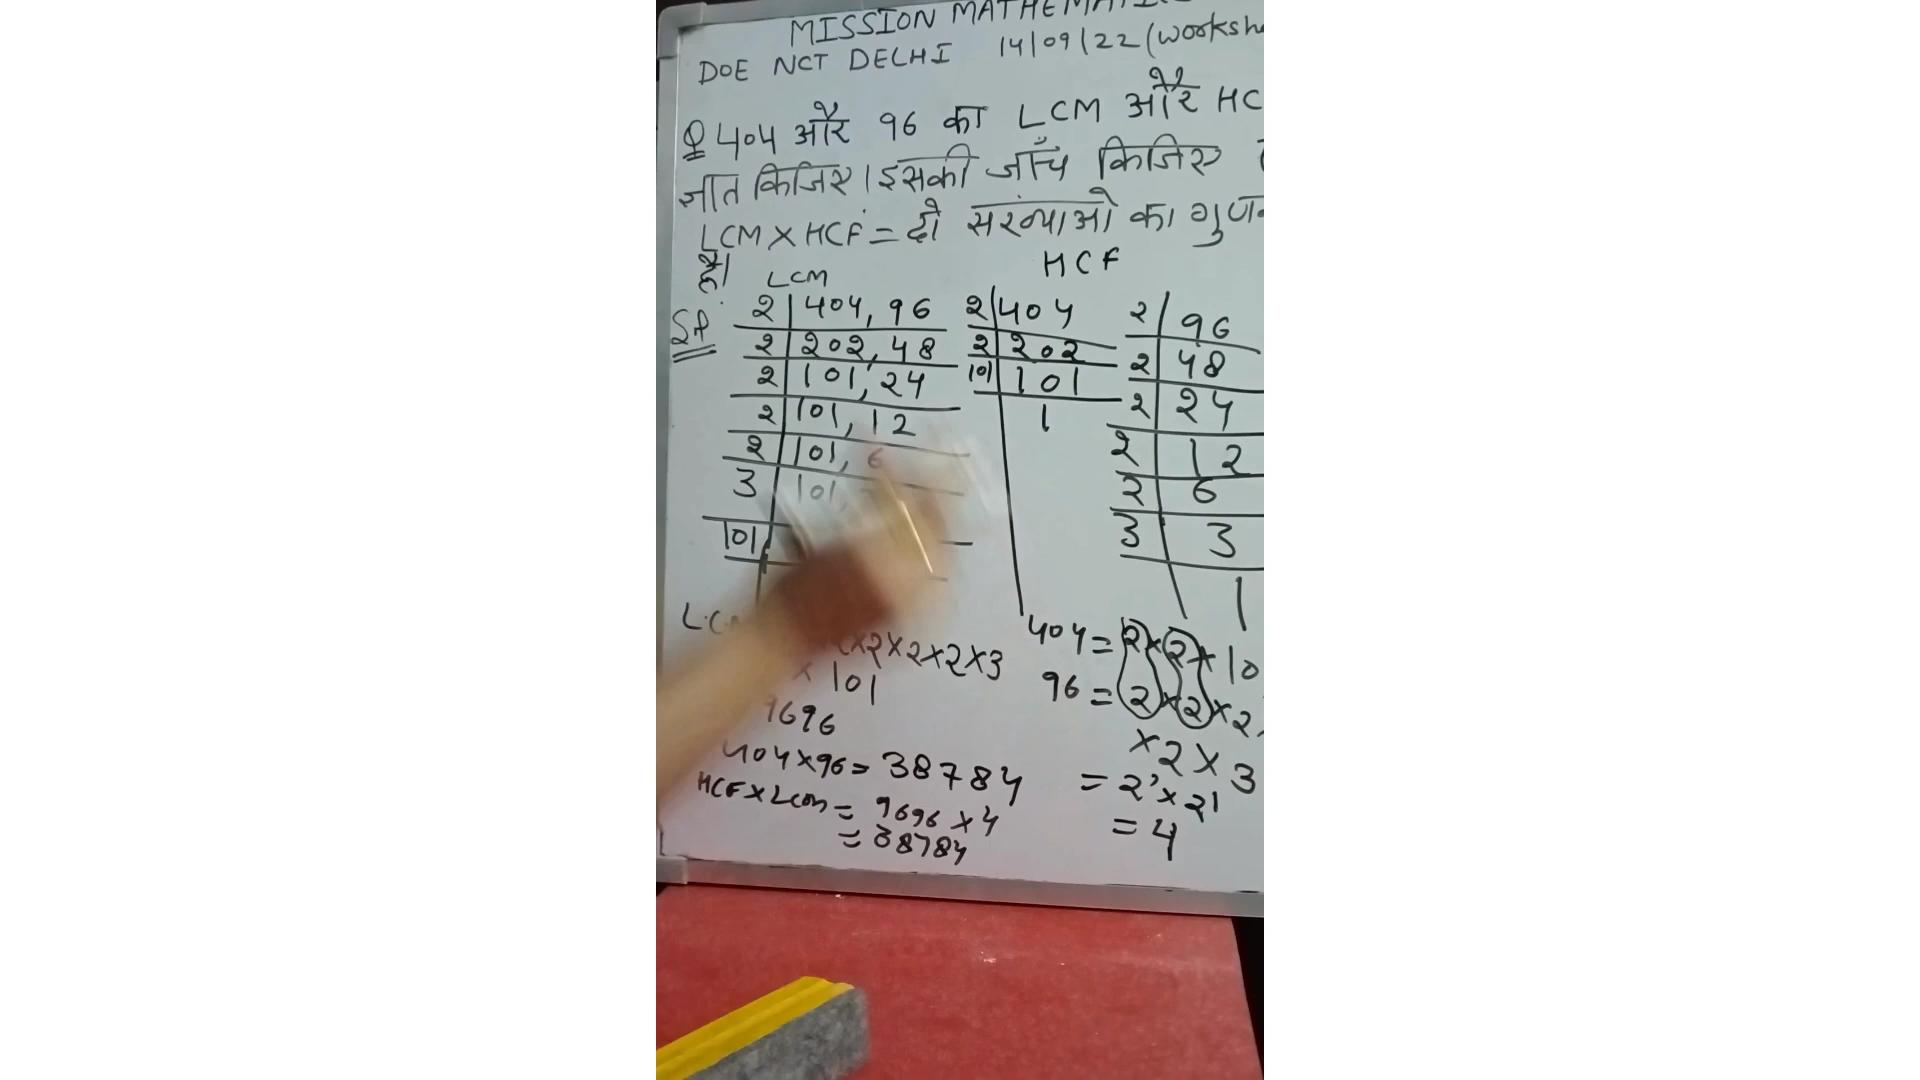 MISSION MATHEMATI
DOE NCT DELHI 14/09/22 (worksh
Q 404 और 96 का LCM और HC
ज्ञात किजिए। इसकी जाँच किजिए
LCM X HCF = दो संख्याओ का गुण
है।
LCM
HCF
Sol
2 | 404, 96
2 | 202, 48
2 | 101, 24
2 | 101, 12
2 | 101, 6
3 | 101,
101
2 | 404
2 | 202
101 | 101
1
2 | 96
2 | 48
2 | 24
2 | 12
2 | 6
3 | 3
1
x2x2x2x3
x 101
9696
404 x 96 = 38784
HCF x LCM = 9696 x 4
= 38784
404 = 2 x 2 x 10
96 = 2 x 2 x 2
x 2 x 3
= 2' x 2'
= 4